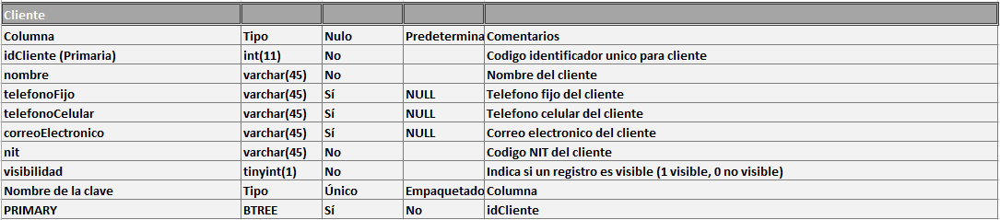 Cliente
Columna Tipo Nulo Predetermina Comentarios
idCliente (Primaria) int(11) No Codigo identificador unico para cliente
nombre varchar(45) No Nombre del cliente
telefonoFijo varchar(45) Sí NULL Telefono fijo del cliente
telefonoCelular varchar(45) Sí NULL Telefono celular del cliente
correoElectronico varchar(45) Sí NULL Correo electronico del cliente
nit varchar(45) No Codigo NIT del cliente
visibilidad tinyint(1) No Indica si un registro es visible (1 visible, 0 no visible)
Nombre de la clave Tipo Único Empaquetado Columna
PRIMARY BTREE Sí No idCliente